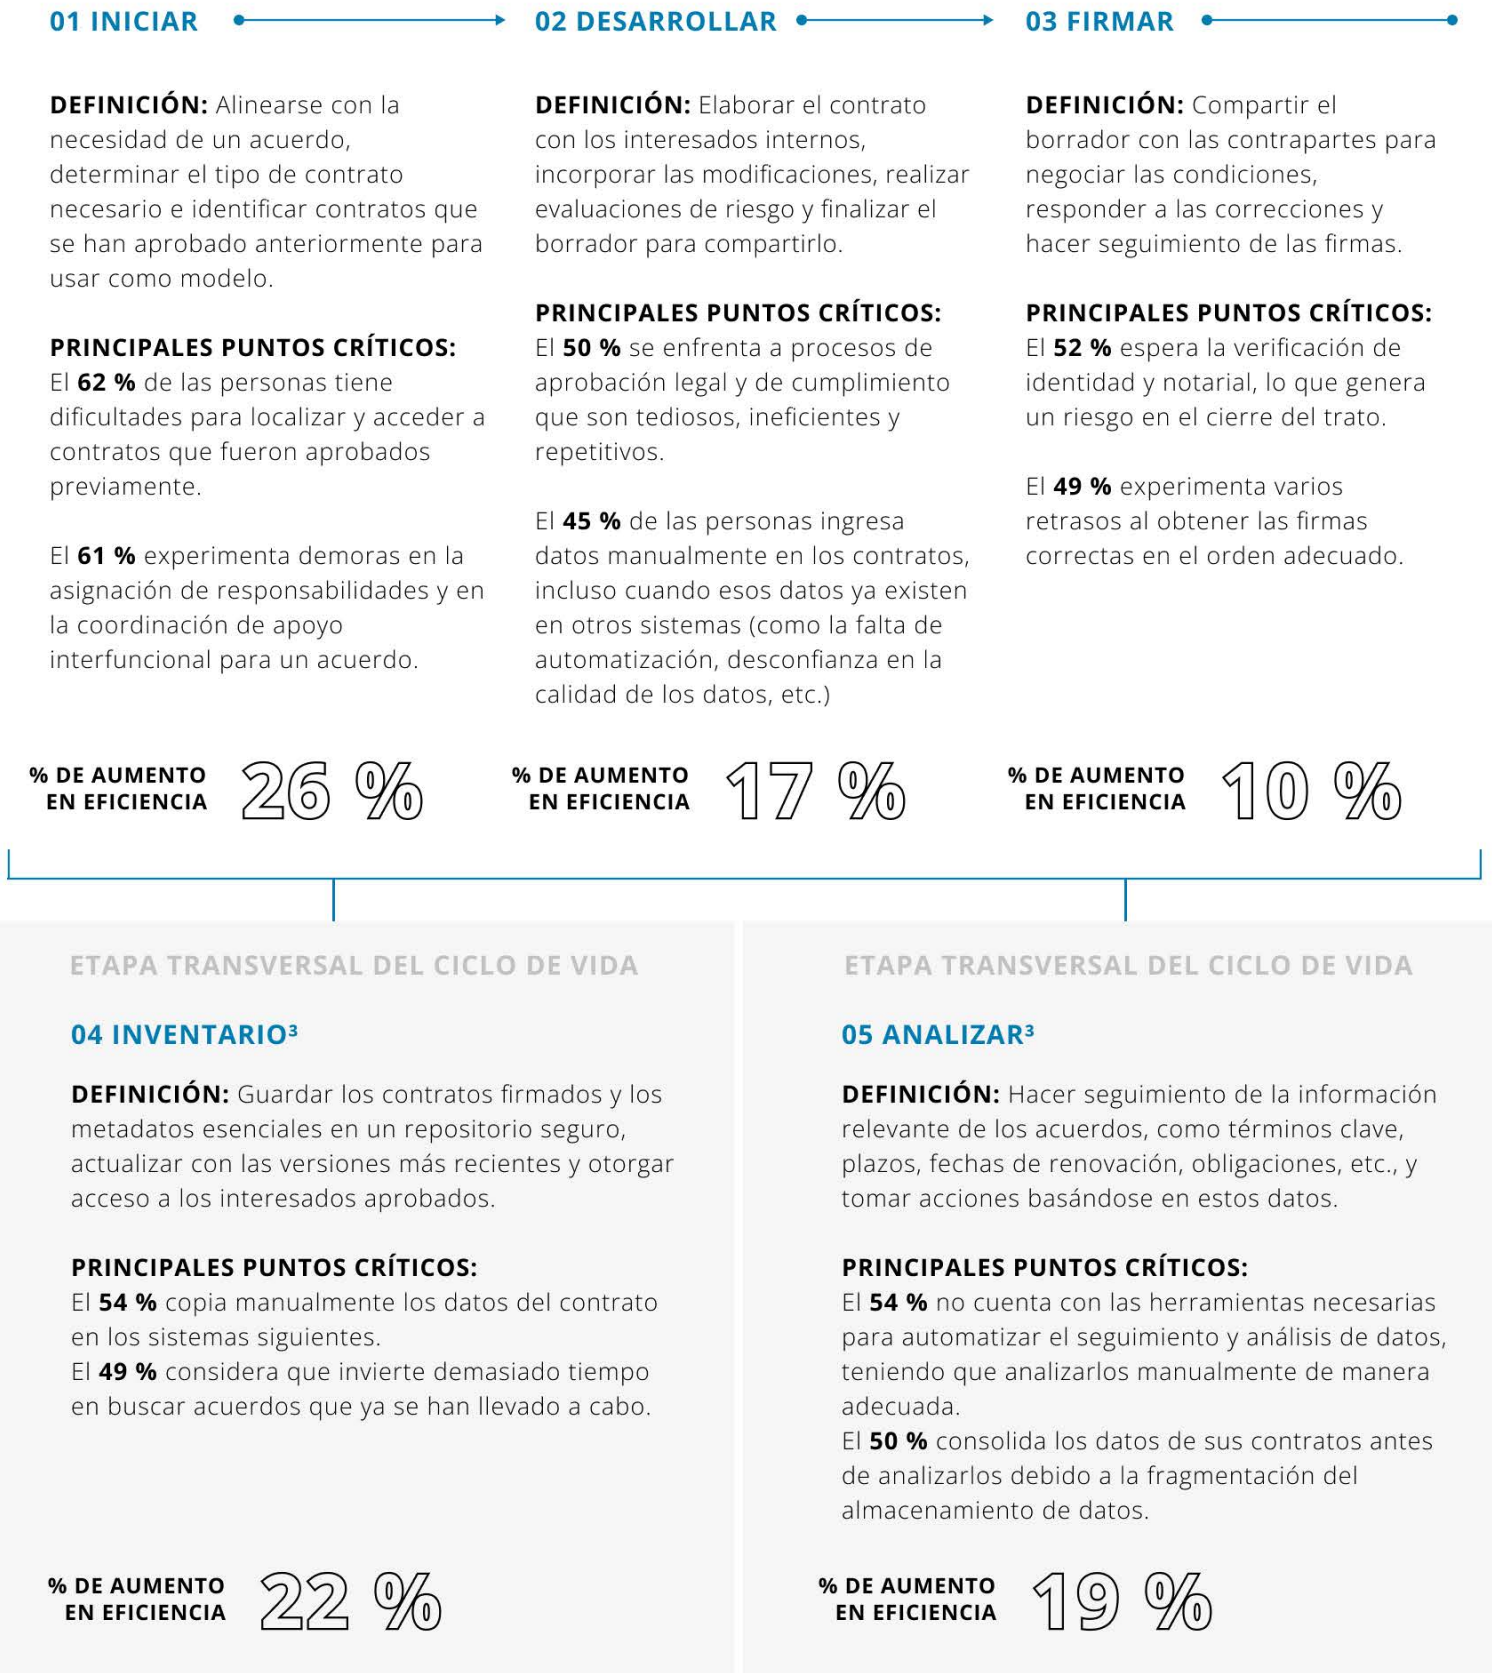 01 INICIAR
DEFINICIÓN: Alinearse con la
necesidad de un acuerdo,
determinar el tipo de contrato
necesario e identificar contratos que
se han aprobado anteriormente para
usar como modelo.
PRINCIPALES PUNTOS CRÍTICOS:
El 62 % de las personas tiene
dificultades para localizar y acceder a
contratos que fueron aprobados
previamente.
El 61 % experimenta demoras en la
asignación de responsabilidades y en
la coordinación de apoyo
interfuncional para un acuerdo.
% DE AUMENTO
EN EFICIENCIA
26 %
02 DESARROLLAR
DEFINICIÓN: Elaborar el contrato
con los interesados internos,
incorporar las modificaciones, realizar
evaluaciones de riesgo y finalizar el
borrador para compartirlo.
PRINCIPALES PUNTOS CRÍTICOS:
El 50 % se enfrenta a procesos de
aprobación legal y de cumplimiento
que son tediosos, ineficientes y
repetitivos.
El 45 % de las personas ingresa
datos manualmente en los contratos,
incluso cuando esos datos ya existen
en otros sistemas (como la falta de
automatización, desconfianza en la
calidad de los datos, etc.)
% DE AUMENTO
EN EFICIENCIA
17 %
03 FIRMAR
DEFINICIÓN: Compartir el
borrador con las contrapartes para
negociar las condiciones,
responder a las correcciones y
hacer seguimiento de las firmas.
PRINCIPALES PUNTOS CRÍTICOS:
El 52 % espera la verificación de
identidad y notarial, lo que genera
un riesgo en el cierre del trato.
El 49 % experimenta varios
retrasos al obtener las firmas
correctas en el orden adecuado.
% DE AUMENTO
EN EFICIENCIA
10 %
ETAPA TRANSVERSAL DEL CICLO DE VIDA
04 INVENTARIO³
DEFINICIÓN: Guardar los contratos firmados y los
metadatos esenciales en un repositorio seguro,
actualizar con las versiones más recientes y otorgar
acceso a los interesados aprobados.
PRINCIPALES PUNTOS CRÍTICOS:
El 54 % copia manualmente los datos del contrato
en los sistemas siguientes.
El 49 % considera que invierte demasiado tiempo
en buscar acuerdos que ya se han llevado a cabo.
% DE AUMENTO
EN EFICIENCIA
22 %
ETAPA TRANSVERSAL DEL CICLO DE VIDA
05 ANALIZAR³
DEFINICIÓN: Hacer seguimiento de la información
relevante de los acuerdos, como términos clave,
plazos, fechas de renovación, obligaciones, etc., y
tomar acciones basándose en estos datos.
PRINCIPALES PUNTOS CRÍTICOS:
El 54 % no cuenta con las herramientas necesarias
para automatizar el seguimiento y análisis de datos,
teniendo que analizarlos manualmente de manera
adecuada.
El 50 % consolida los datos de sus contratos antes
de analizarlos debido a la fragmentación del
almacenamiento de datos.
% DE AUMENTO
EN EFICIENCIA
19 %